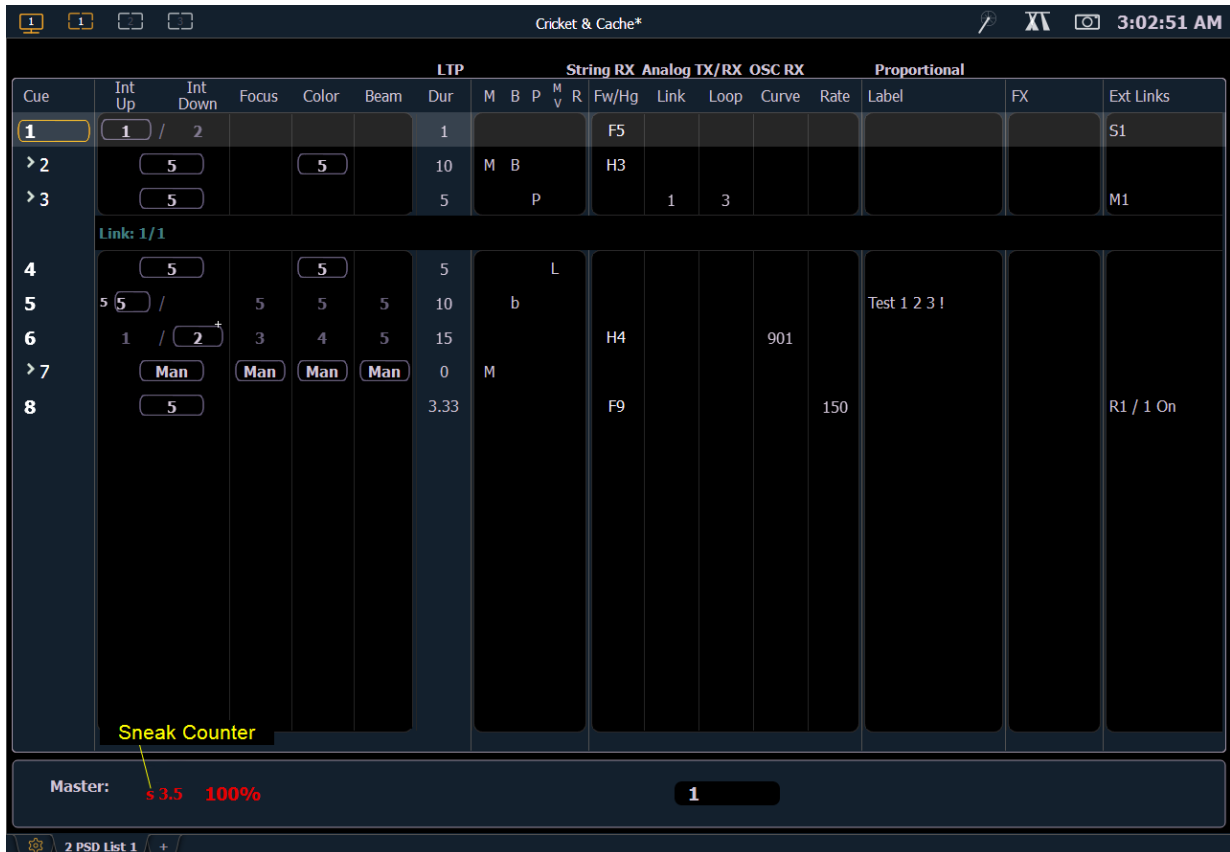 1 1 2 3 Cricket & Cache* 3:02:51 AM
LTP String RX Analog TX/RX OSC RX Proportional
Cue Int Up Int Down Focus Color Beam Dur M B P MV R Fw/Hg Link Loop Curve Rate Label FX Ext Links
1 1 / 2 1 F5 S1
> 2 5 5 10 M B H3
> 3 5 5 P 1 3 M1
Link: 1/1
4 5 5 5 L
5 5 5 / 5 5 5 10 b Test 1 2 3 !
6 1 / 2 + 3 4 5 15 H4 901
> 7 Man Man Man Man 0 M
8 5 3.33 F9 150 R1 / 1 On
Sneak Counter
Master: s 3.5 100% 1
2 PSD List 1 +